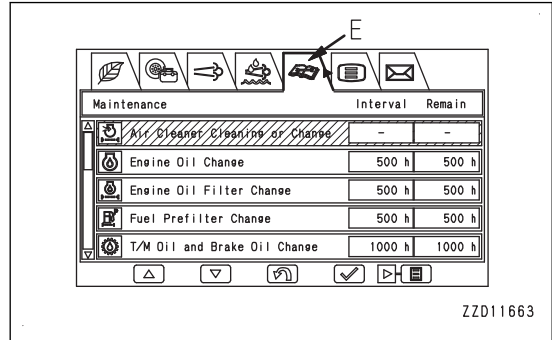 E
Maintenance Interval Remain
Air Cleaner Cleaning or Change - -
Engine Oil Change 500 h 500 h
Engine Oil Filter Change 500 h 500 h
Fuel Prefilter Change 500 h 500 h
T/M Oil and Brake Oil Change 1000 h 1000 h
ZZD11663